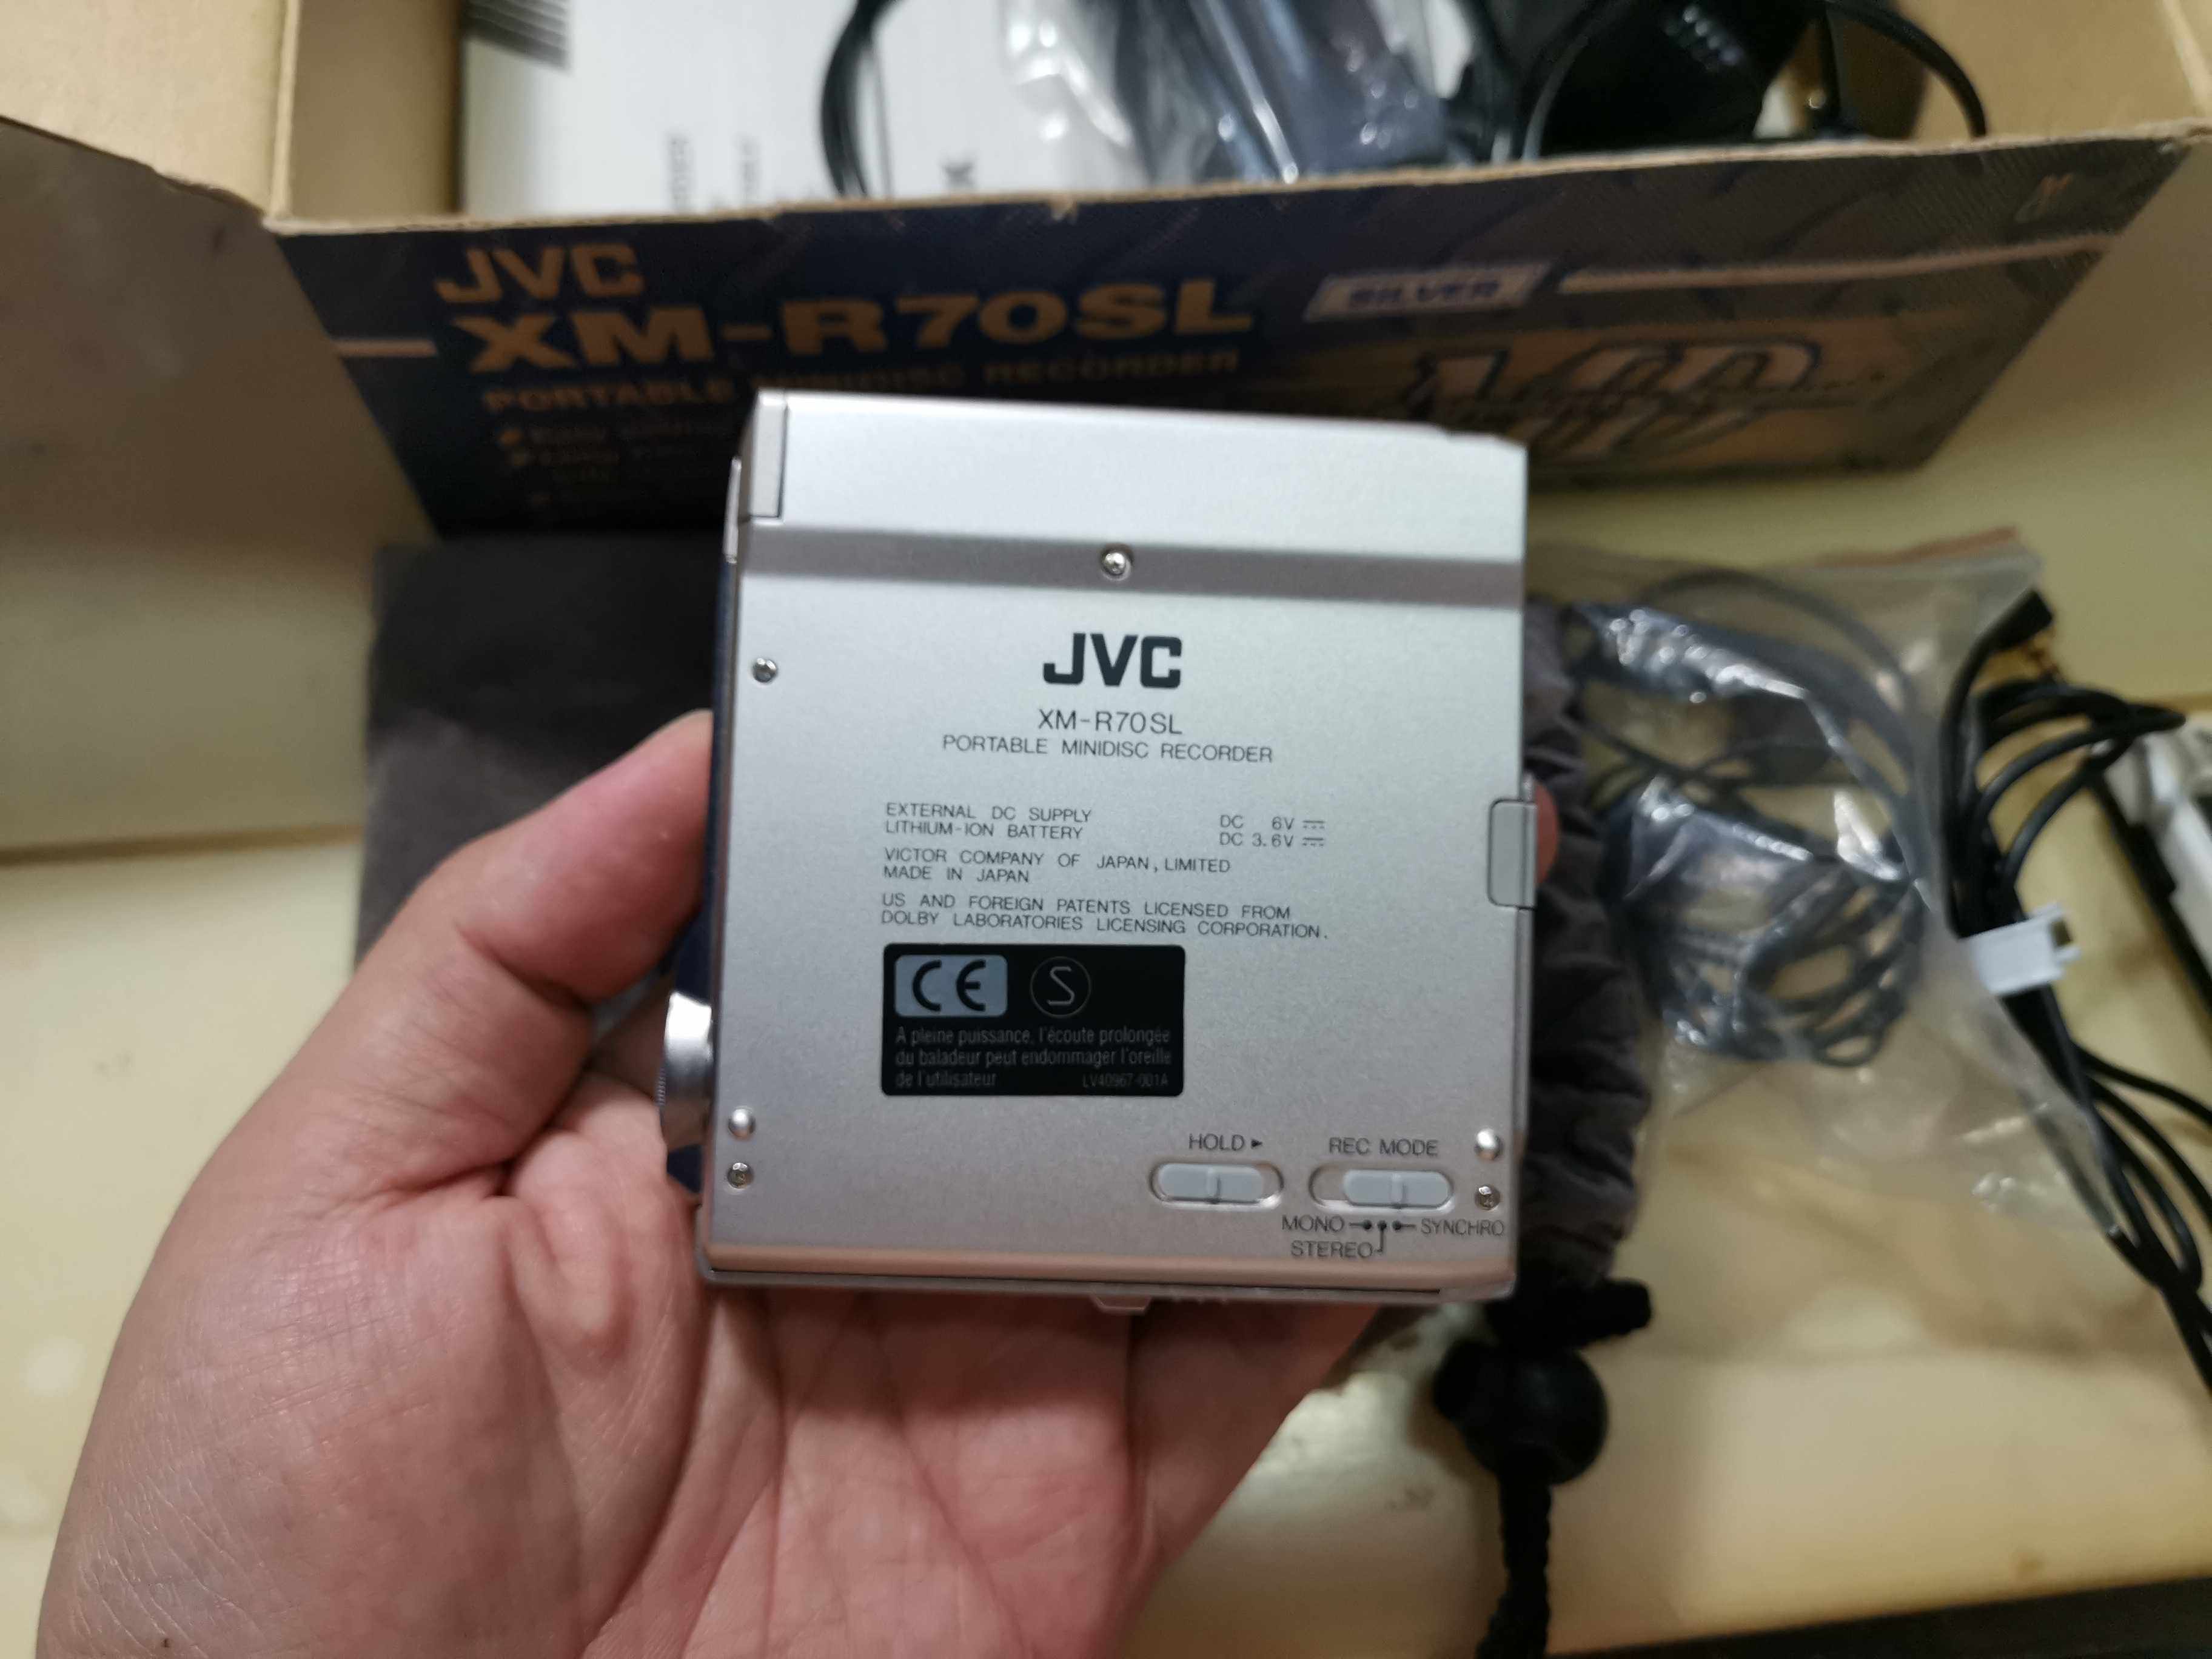 JVC
XM-R70SL
SILVER
PORTABLE MINIDISC RECORDER
JVC
XM-R70SL
PORTABLE MINIDISC RECORDER
EXTERNAL DC SUPPLY DC 6V
LITHIUM-ION BATTERY DC 3.6V
VICTOR COMPANY OF JAPAN, LIMITED
MADE IN JAPAN
US AND FOREIGN PATENTS LICENSED FROM
DOLBY LABORATORIES LICENSING CORPORATION.
CE S
A pleine puissance, l'écoute prolongée
du baladeur peut endommager l'oreille
de l'utilisateur LV40967-001A
HOLD ► REC MODE
MONO SYNCHRO
STEREO